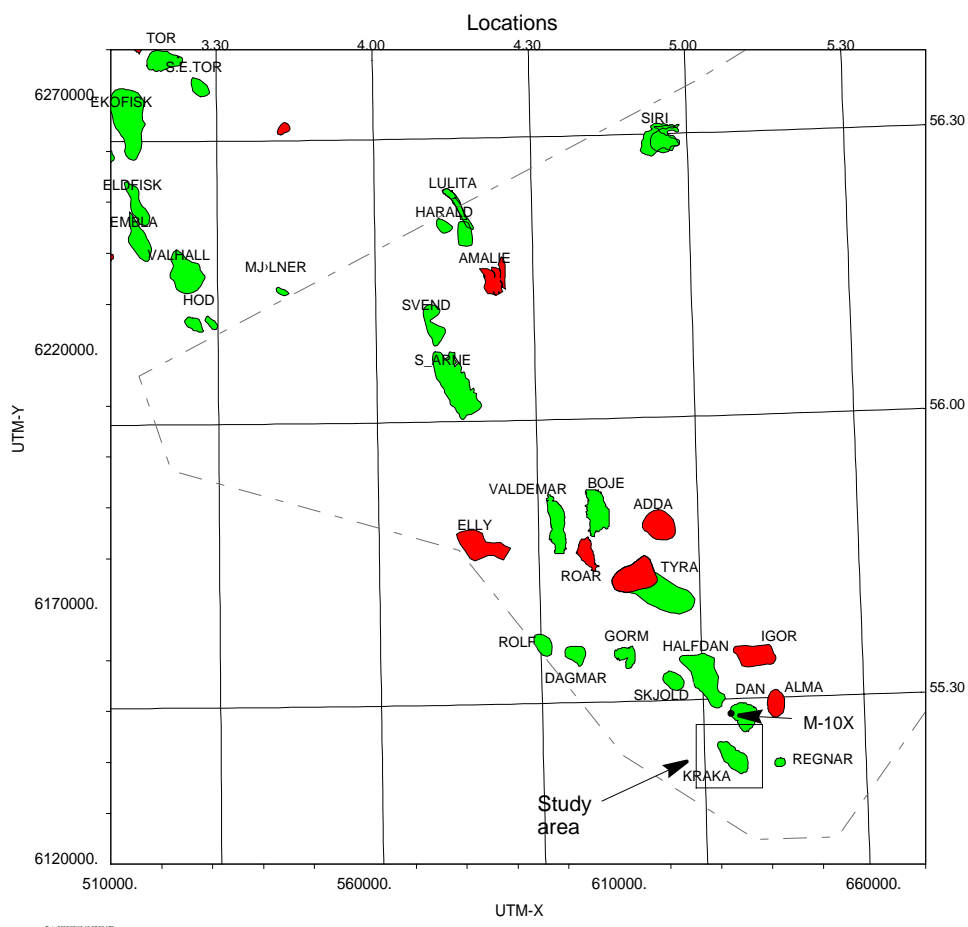 Locations
TOR
3.30
4.00
4.30
5.00
5.30
S.E.TOR
6270000.
EKOFISK
SIRI
56.30
ELDFISK
LULITA
EMBLA
HARALD
VALHALL
MJ›LNER
AMALIE
HOD
SVEND
6220000.
S_ARNE
56.00
UTM-Y
VALDEMAR
BOJE
ADDA
ELLY
ROAR
TYRA
6170000.
ROLF
GORM
HALFDAN
IGOR
DAGMAR
SKJOLD
DAN
ALMA
55.30
M-10X
KRAKA
REGNAR
Study
area
6120000.
510000.
560000.
610000.
660000.
UTM-X